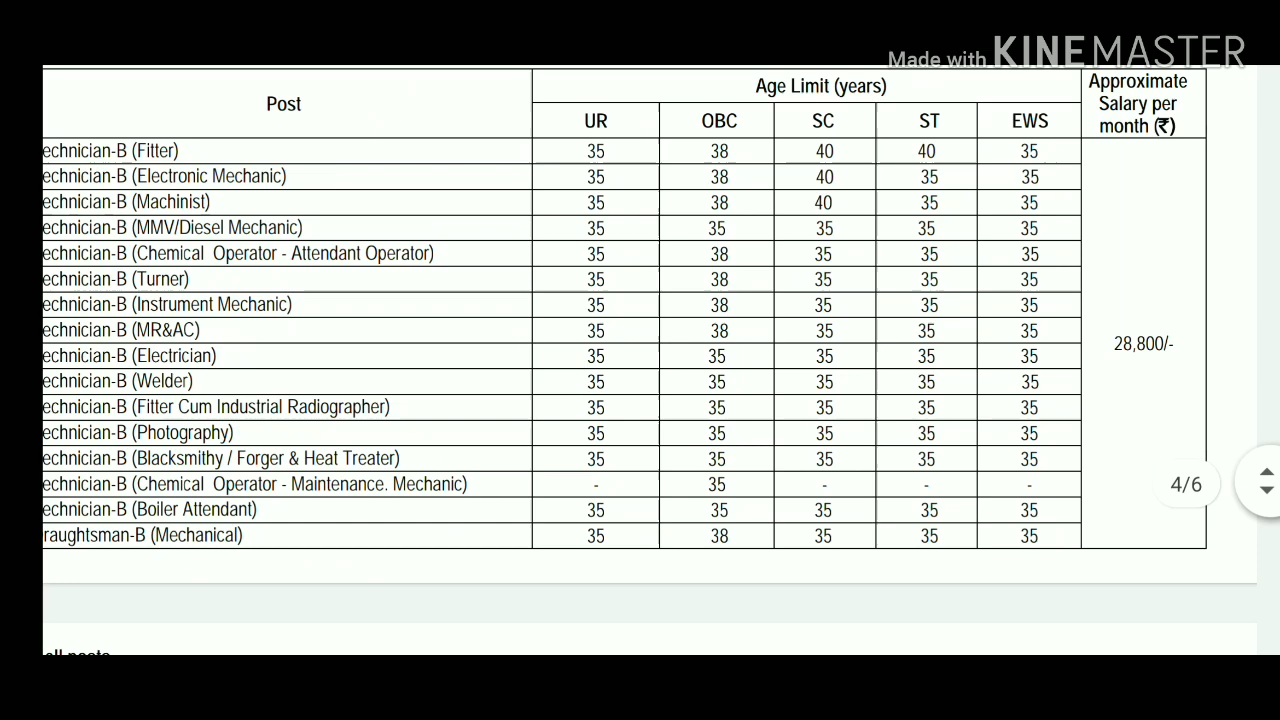 Made with KINEMASTER
Post
Age Limit (years)
Approximate Salary per month (₹)
UR OBC SC ST EWS
echnician-B (Fitter) 35 38 40 40 35
echnician-B (Electronic Mechanic) 35 38 40 35 35
echnician-B (Machinist) 35 38 40 35 35
echnician-B (MMV/Diesel Mechanic) 35 35 35 35 35
echnician-B (Chemical Operator - Attendant Operator) 35 38 35 35 35
echnician-B (Turner) 35 38 35 35 35
echnician-B (Instrument Mechanic) 35 38 35 35 35
echnician-B (MR&AC) 35 38 35 35 35
echnician-B (Electrician) 35 35 35 35 35
28,800/-
echnician-B (Welder) 35 35 35 35 35
echnician-B (Fitter Cum Industrial Radiographer) 35 35 35 35 35
echnician-B (Photography) 35 35 35 35 35
echnician-B (Blacksmithy / Forger & Heat Treater) 35 35 35 35 35
echnician-B (Chemical Operator - Maintenance. Mechanic) - 35 - - -
4/6
echnician-B (Boiler Attendant) 35 35 35 35 35
raughtsman-B (Mechanical) 35 38 35 35 35